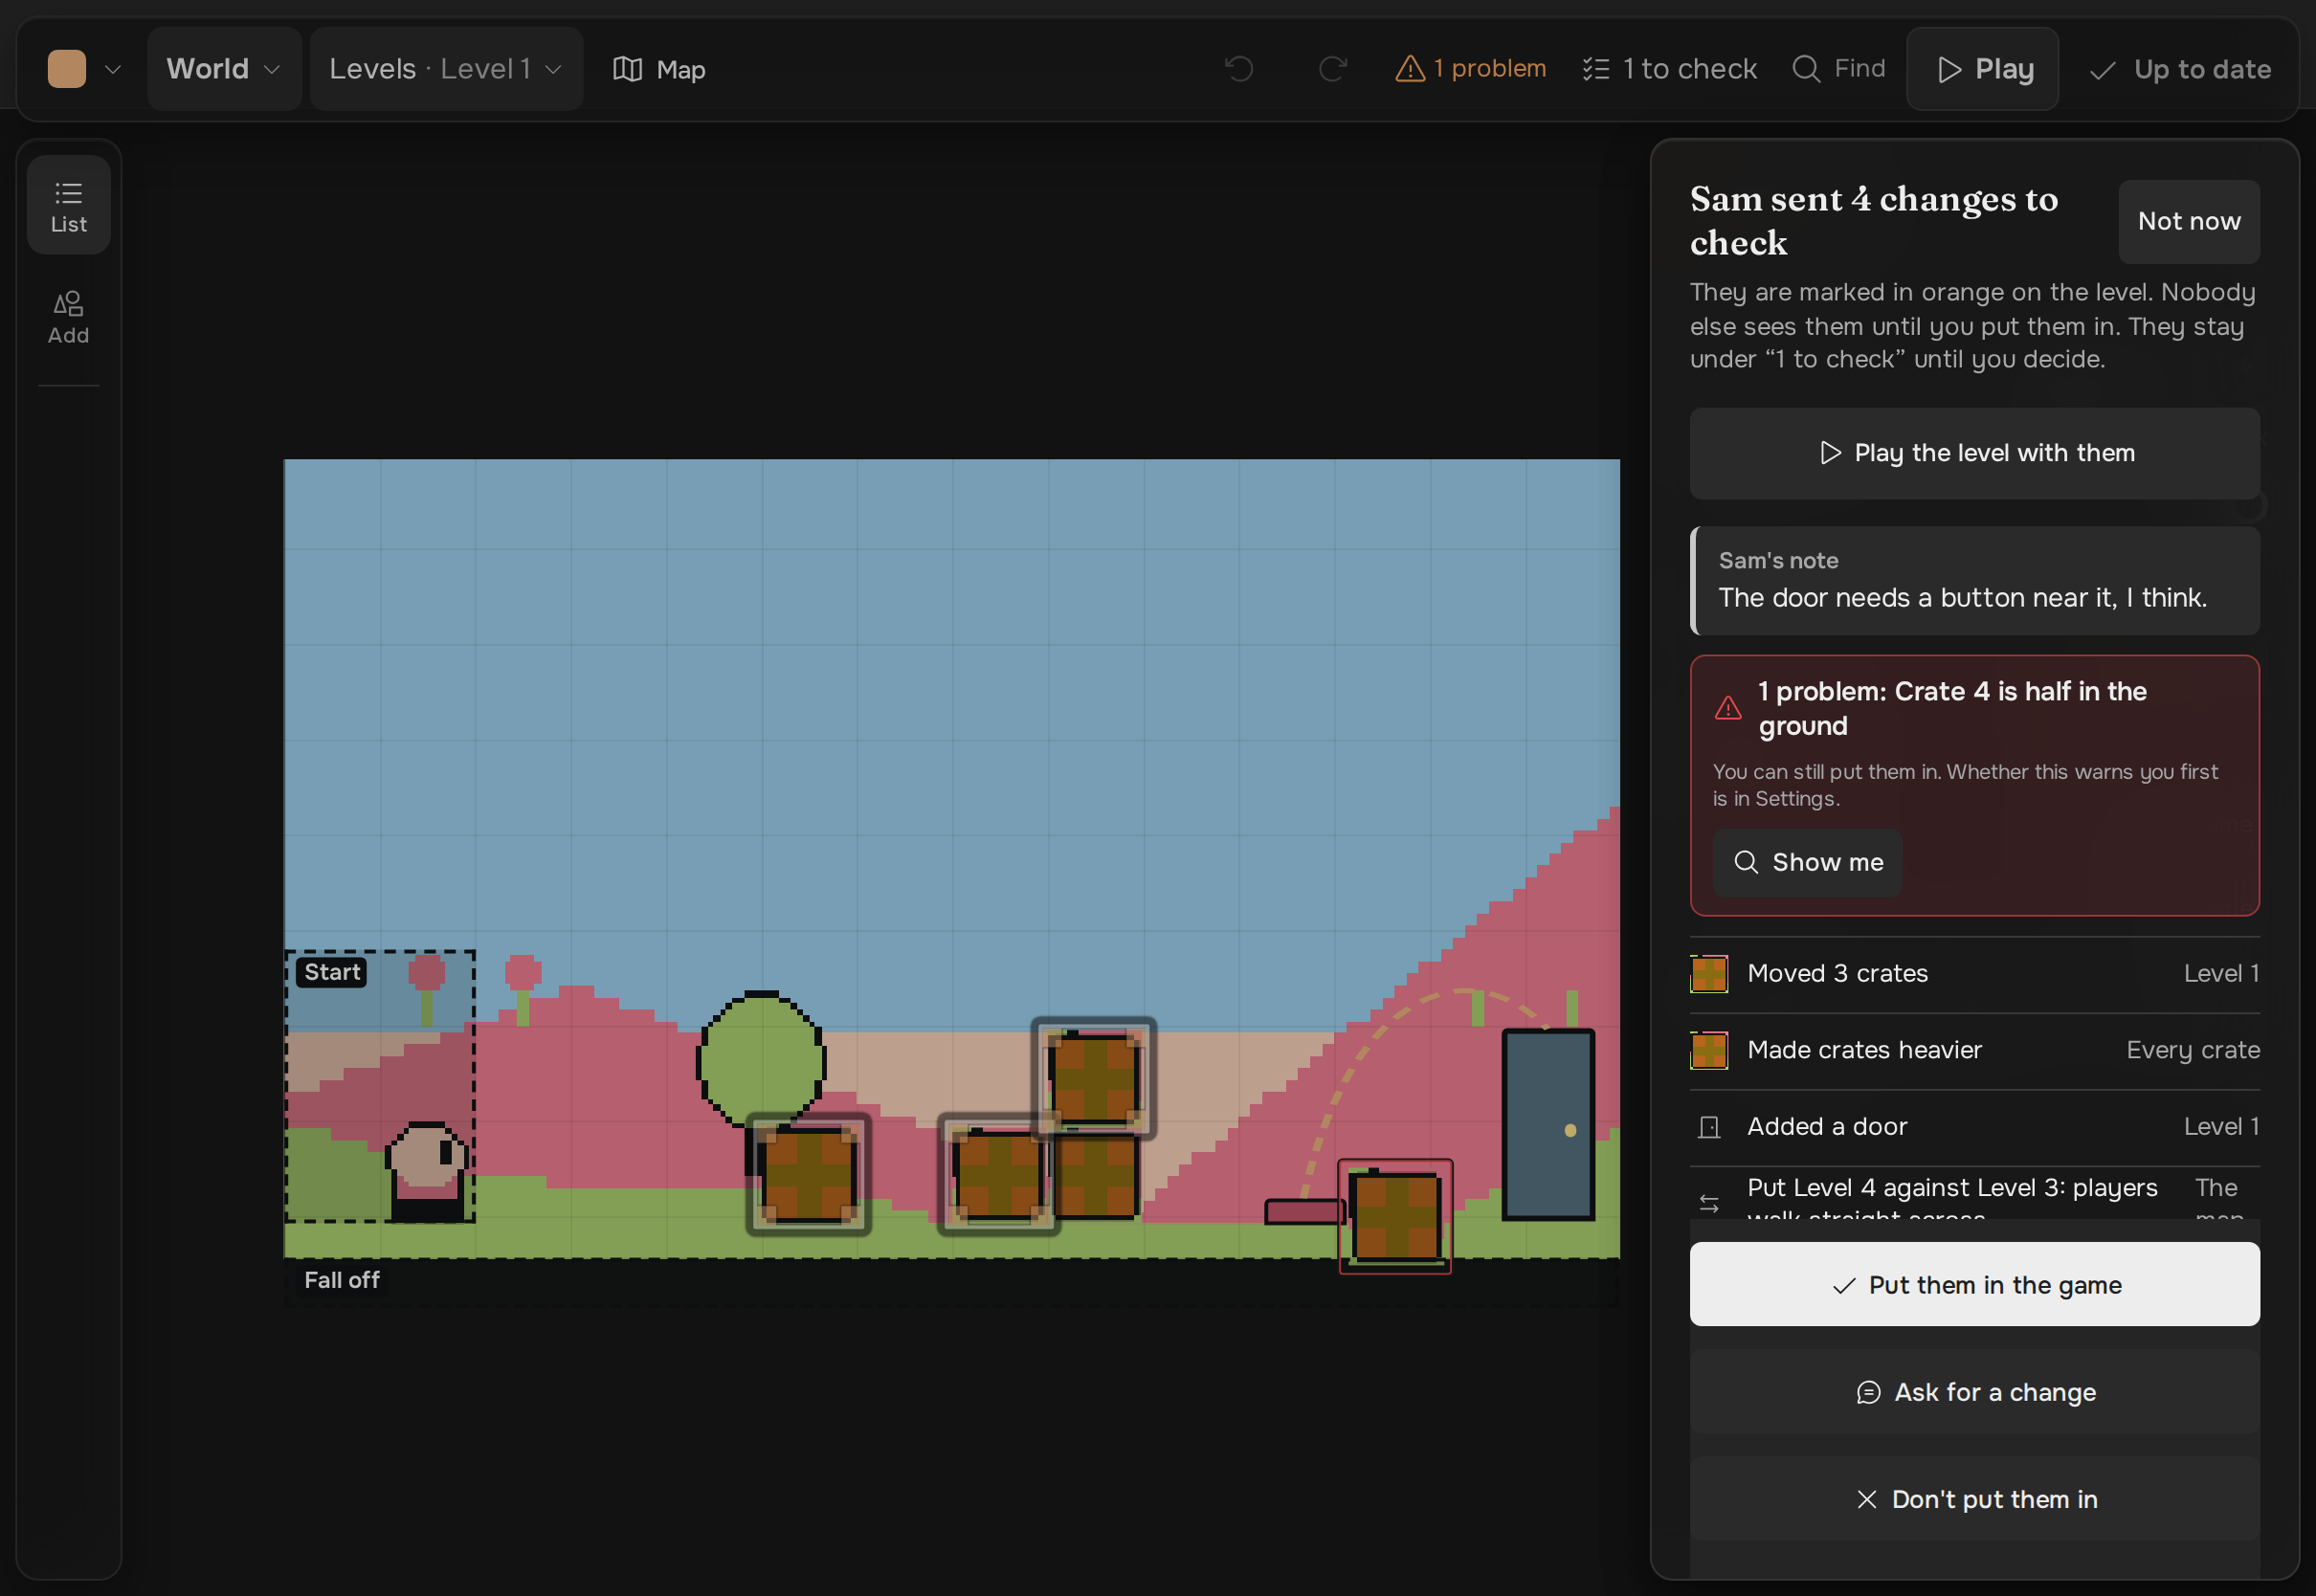 World
Levels · Level 1
Map
1 problem
1 to check
Find
Play
Up to date
List
Add
Start
Fall off
Sam sent 4 changes to
check
Not now
They are marked in orange on the level. Nobody
else sees them until you put them in. They stay
under “1 to check” until you decide.
Play the level with them
Sam's note
The door needs a button near it, I think.
1 problem: Crate 4 is half in the
ground
You can still put them in. Whether this warns you first
is in Settings.
Show me
Moved 3 crates
Level 1
Made crates heavier
Every crate
Added a door
Level 1
Put Level 4 against Level 3: players
walk straight across
The
map
Put them in the game
Ask for a change
Don't put them in